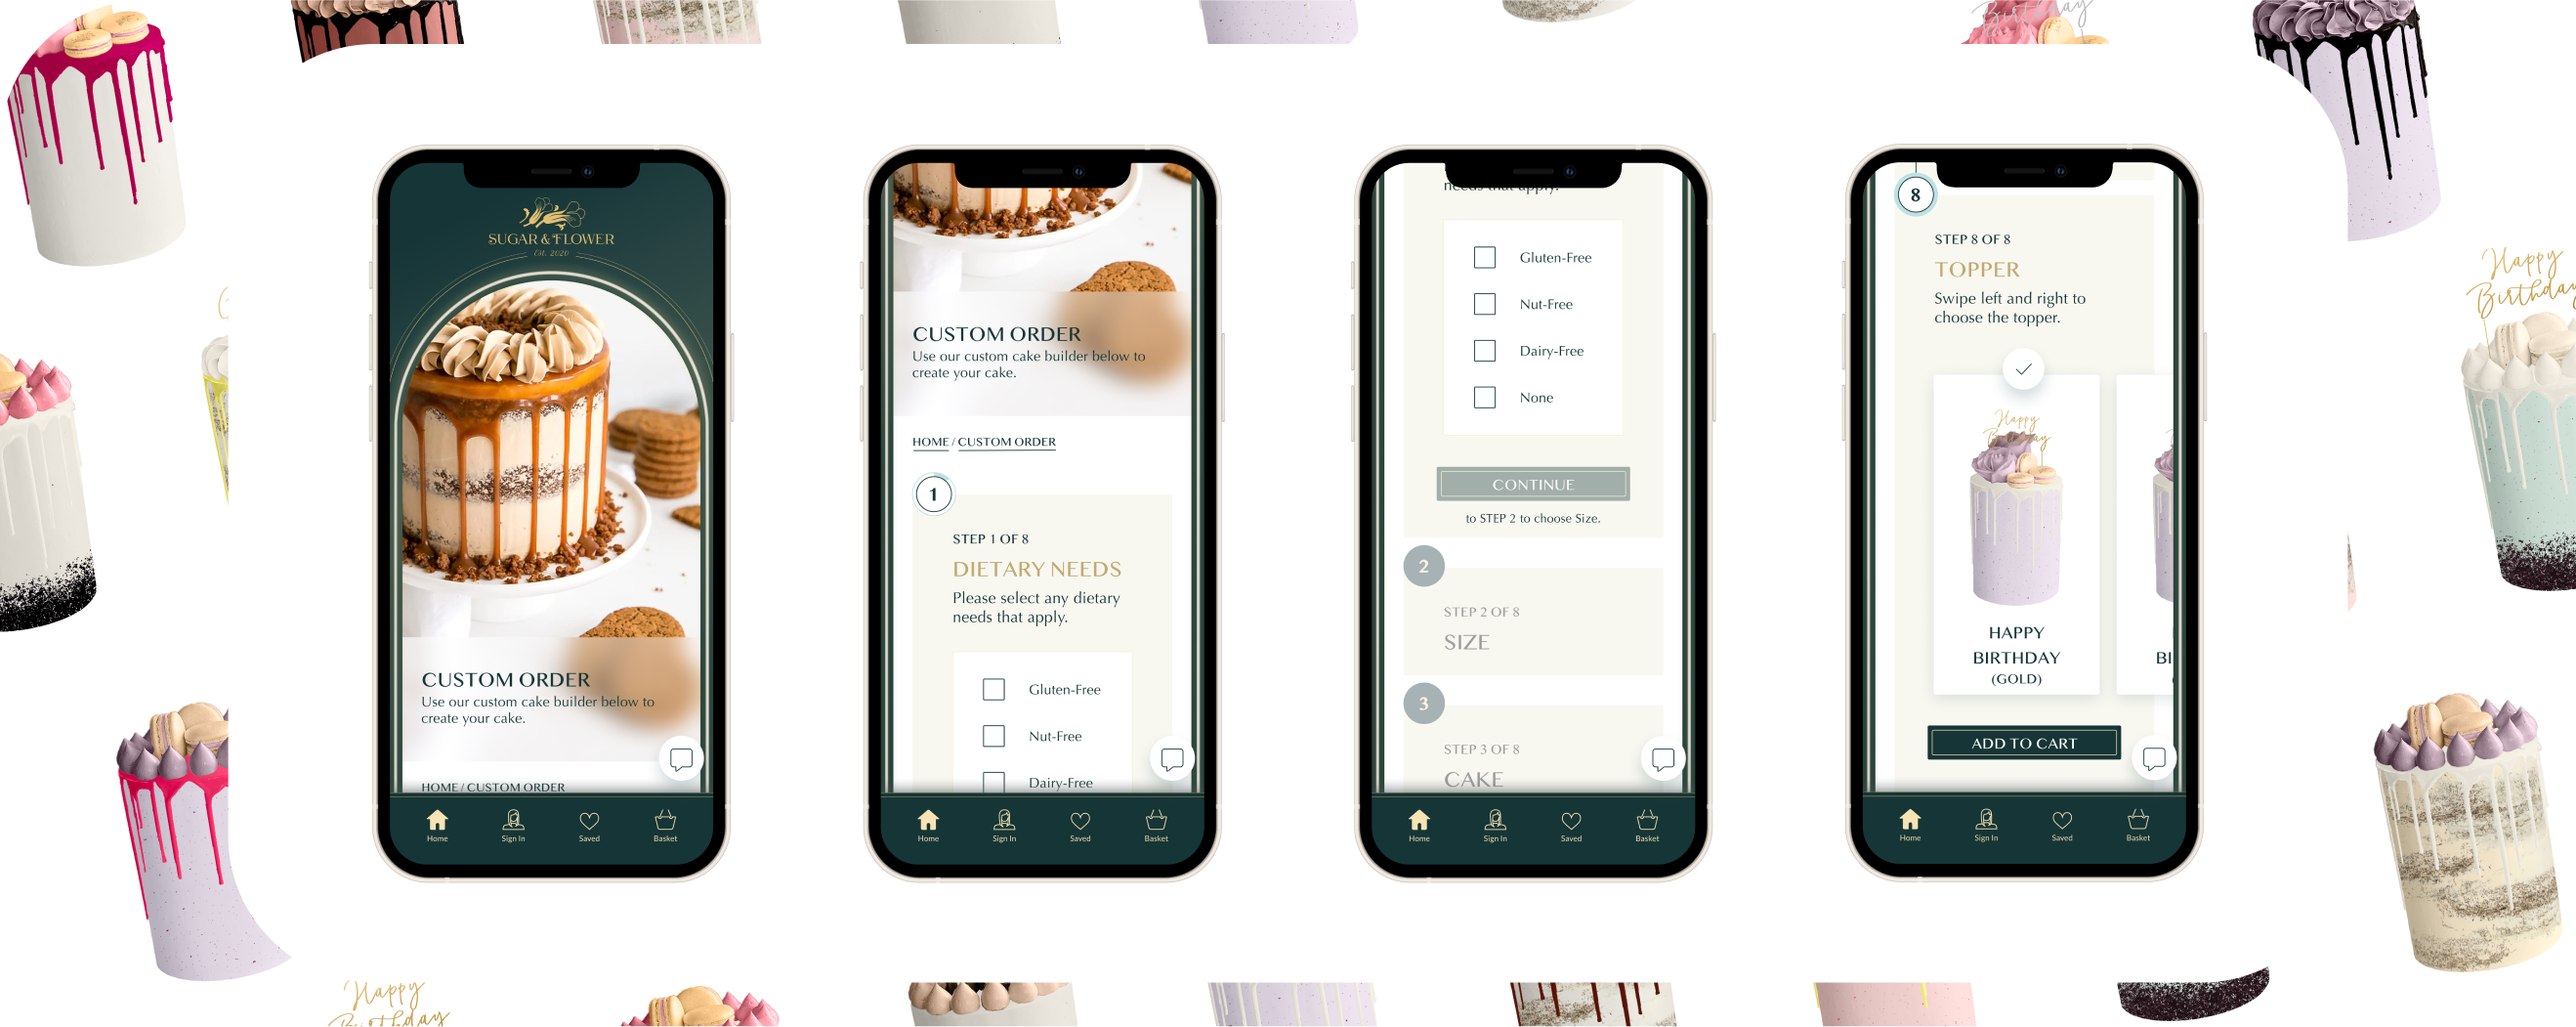 Birthday
SUGAR & FLOWER
Est. 2020
CUSTOM ORDER
Use our custom cake builder below to
create your cake.
HOME / CUSTOM ORDER
Home
Sign In
Saved
Basket
CUSTOM ORDER
Use our custom cake builder below to
create your cake.
HOME / CUSTOM ORDER
1
STEP 1 OF 8
DIETARY NEEDS
Please select any dietary
needs that apply.
Gluten-Free
Nut-Free
Dairy-Free
Home
Sign In
Saved
Basket
needs that apply.
Gluten-Free
Nut-Free
Dairy-Free
None
CONTINUE
to STEP 2 to choose Size.
2
STEP 2 OF 8
SIZE
3
STEP 3 OF 8
CAKE
Home
Sign In
Saved
Basket
8
STEP 8 OF 8
TOPPER
Swipe left and right to
choose the topper.
Happy
Birthday
HAPPY
BIRTHDAY
(GOLD)
BI
ADD TO CART
Home
Sign In
Saved
Basket
Happy
Birthday
Happy
Birthday